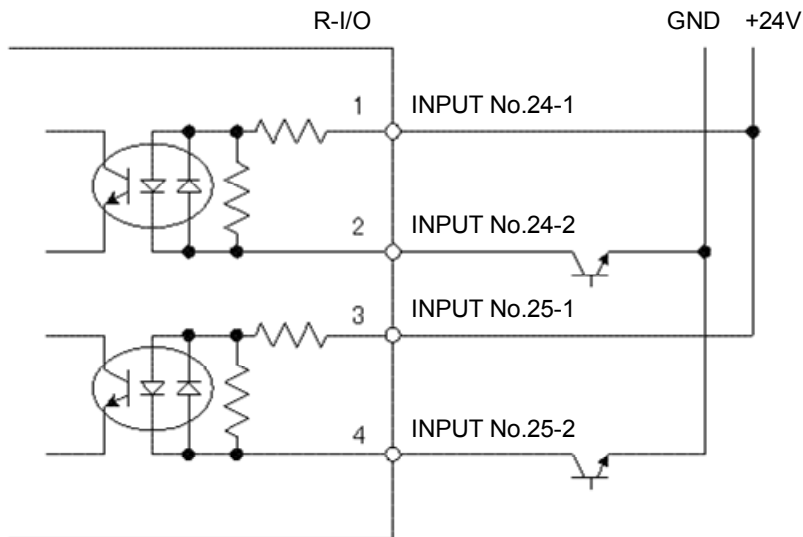 R-I/O GND +24V
1 INPUT No.24-1
2 INPUT No.24-2
3 INPUT No.25-1
4 INPUT No.25-2